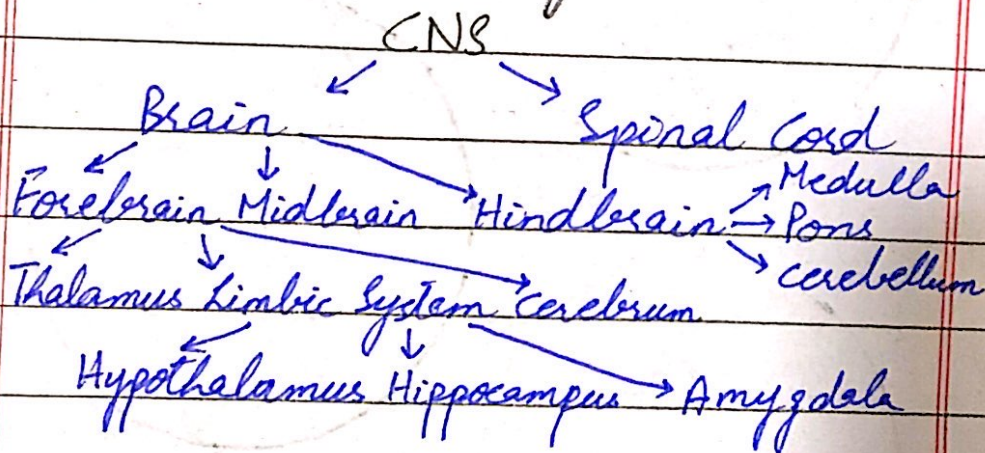 CNS
Brain Spinal Cord
Medulla
Forebrain Midbrain Hindbrain Pons
cerebellum
Thalamus Limbic System Cerebrum
Hypothalamus Hippocampus Amygdala